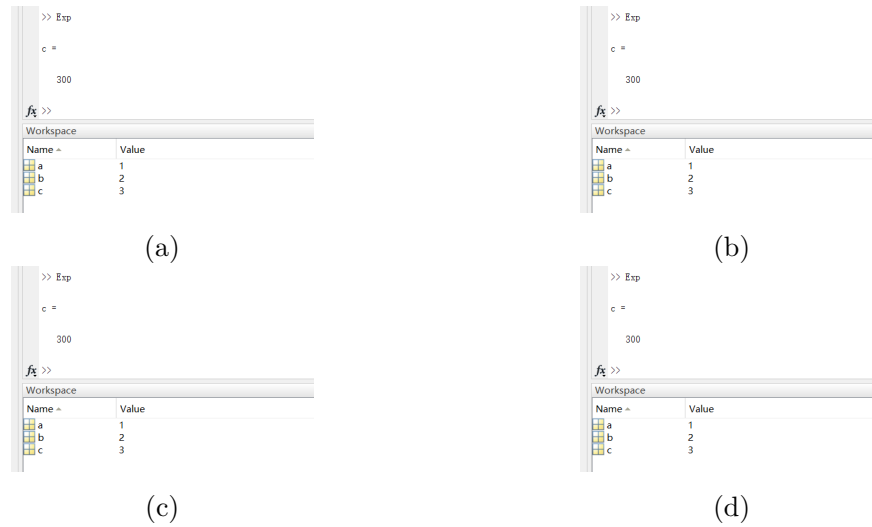 >> Exp
c =
300
fx >>
Workspace
Name Value
a 1
b 2
c 3
(a)
>> Exp
c =
300
fx >>
Workspace
Name Value
a 1
b 2
c 3
(b)
>> Exp
c =
300
fx >>
Workspace
Name Value
a 1
b 2
c 3
(c)
>> Exp
c =
300
fx >>
Workspace
Name Value
a 1
b 2
c 3
(d)